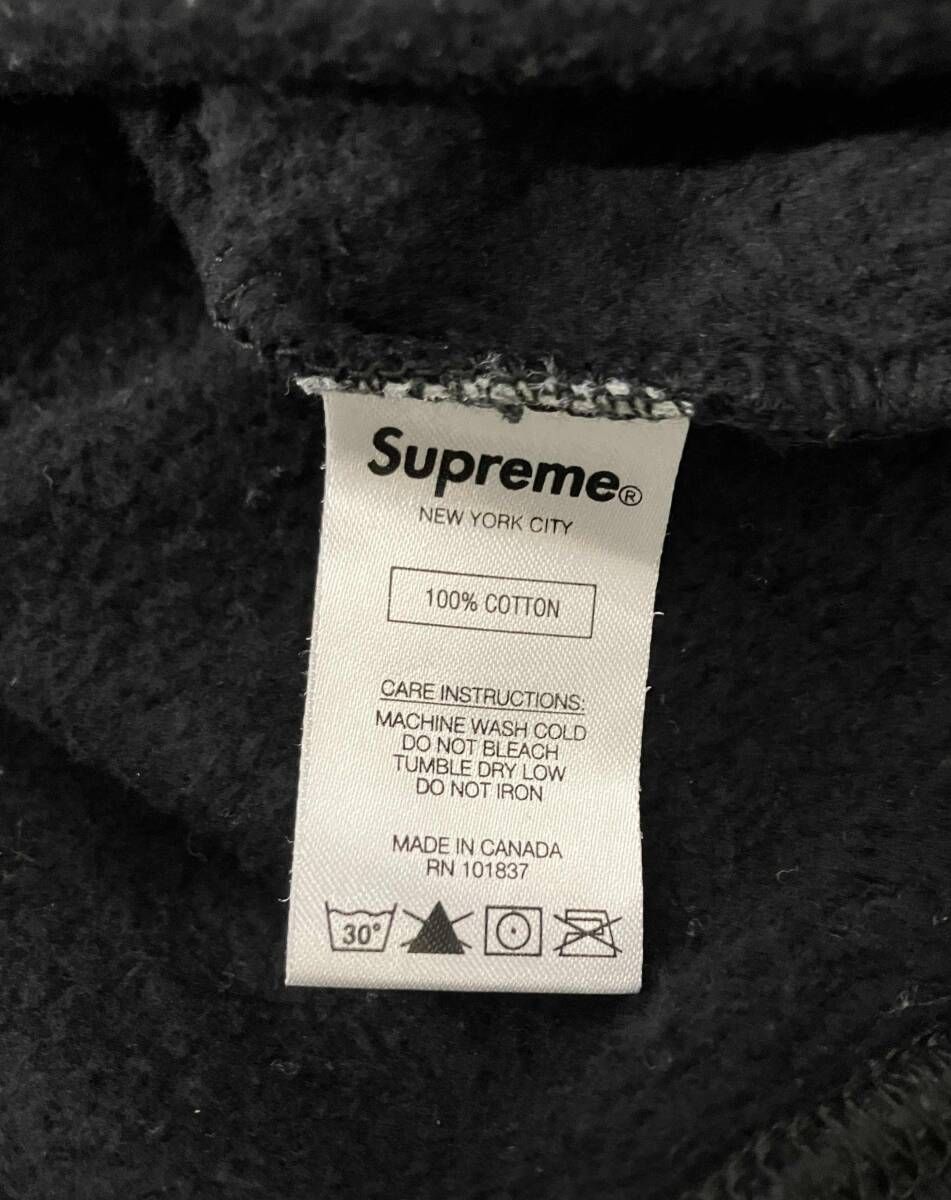 Supreme®
NEW YORK CITY
100% COTTON
CARE INSTRUCTIONS:
MACHINE WASH COLD
DO NOT BLEACH
TUMBLE DRY LOW
DO NOT IRON
MADE IN CANADA
RN 101837
30°